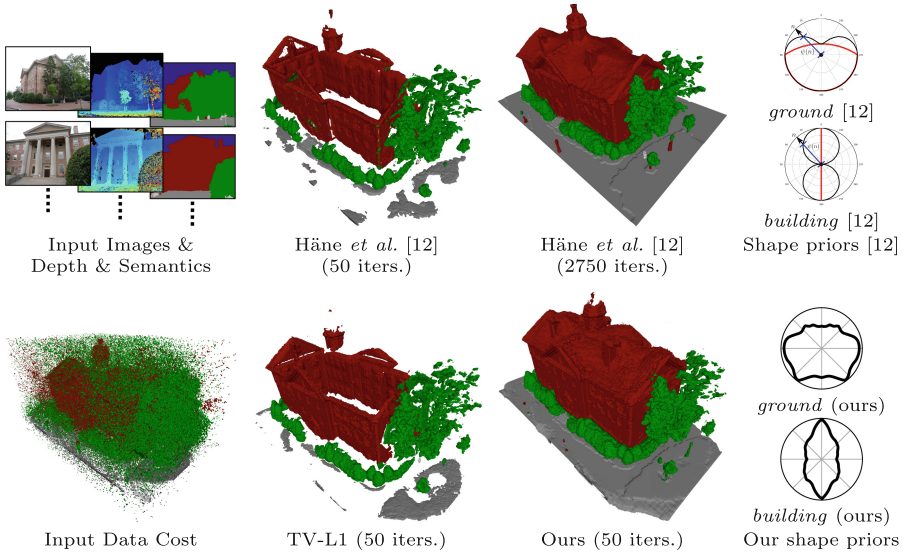 Input Images &
Depth & Semantics
Häne et al. [12]
(50 iters.)
Häne et al. [12]
(2750 iters.)
ground [12]
building [12]
Shape priors [12]
Input Data Cost
TV-L1 (50 iters.)
Ours (50 iters.)
ground (ours)
building (ours)
Our shape priors